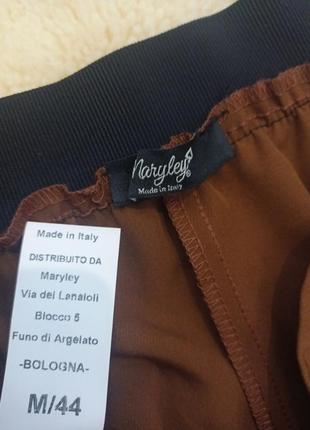 Maryley®
Made in Italy
Made in Italy
DISTRIBUITO DA
Maryley
Via dei Lanaioli
Blocco 5
Funo di Argelato
-BOLOGNA-
M/44